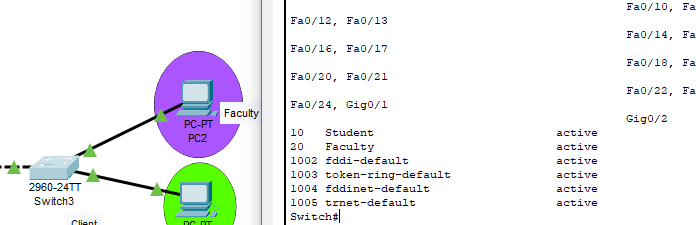 Faculty
PC-PT
PC2
2960-24TT
Switch3
PC-PT
Client
Fa0/10, Fa
Fa0/12, Fa0/13
Fa0/14, Fa
Fa0/16, Fa0/17
Fa0/18, Fa
Fa0/20, Fa0/21
Fa0/22, Fa
Fa0/24, Gig0/1
Gig0/2
10 Student active
20 Faculty active
1002 fddi-default active
1003 token-ring-default active
1004 fddinet-default active
1005 trnet-default active
Switch#